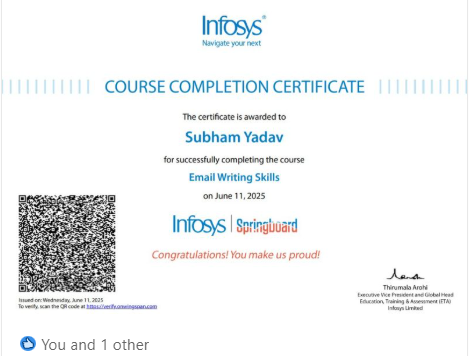 Infosys®
Navigate your next
COURSE COMPLETION CERTIFICATE
The certificate is awarded to
Subham Yadav
for successfully completing the course
Email Writing Skills
on June 11, 2025
Infosys | Springboard
Congratulations! You make us proud!
Issued on: Wednesday, June 11, 2025
To verify, scan the QR code at https://verify.onwingspan.com
Thirumala Arohi
Executive Vice President and Global Head
Education, Training & Assessment (ETA)
Infosys Limited
You and 1 other